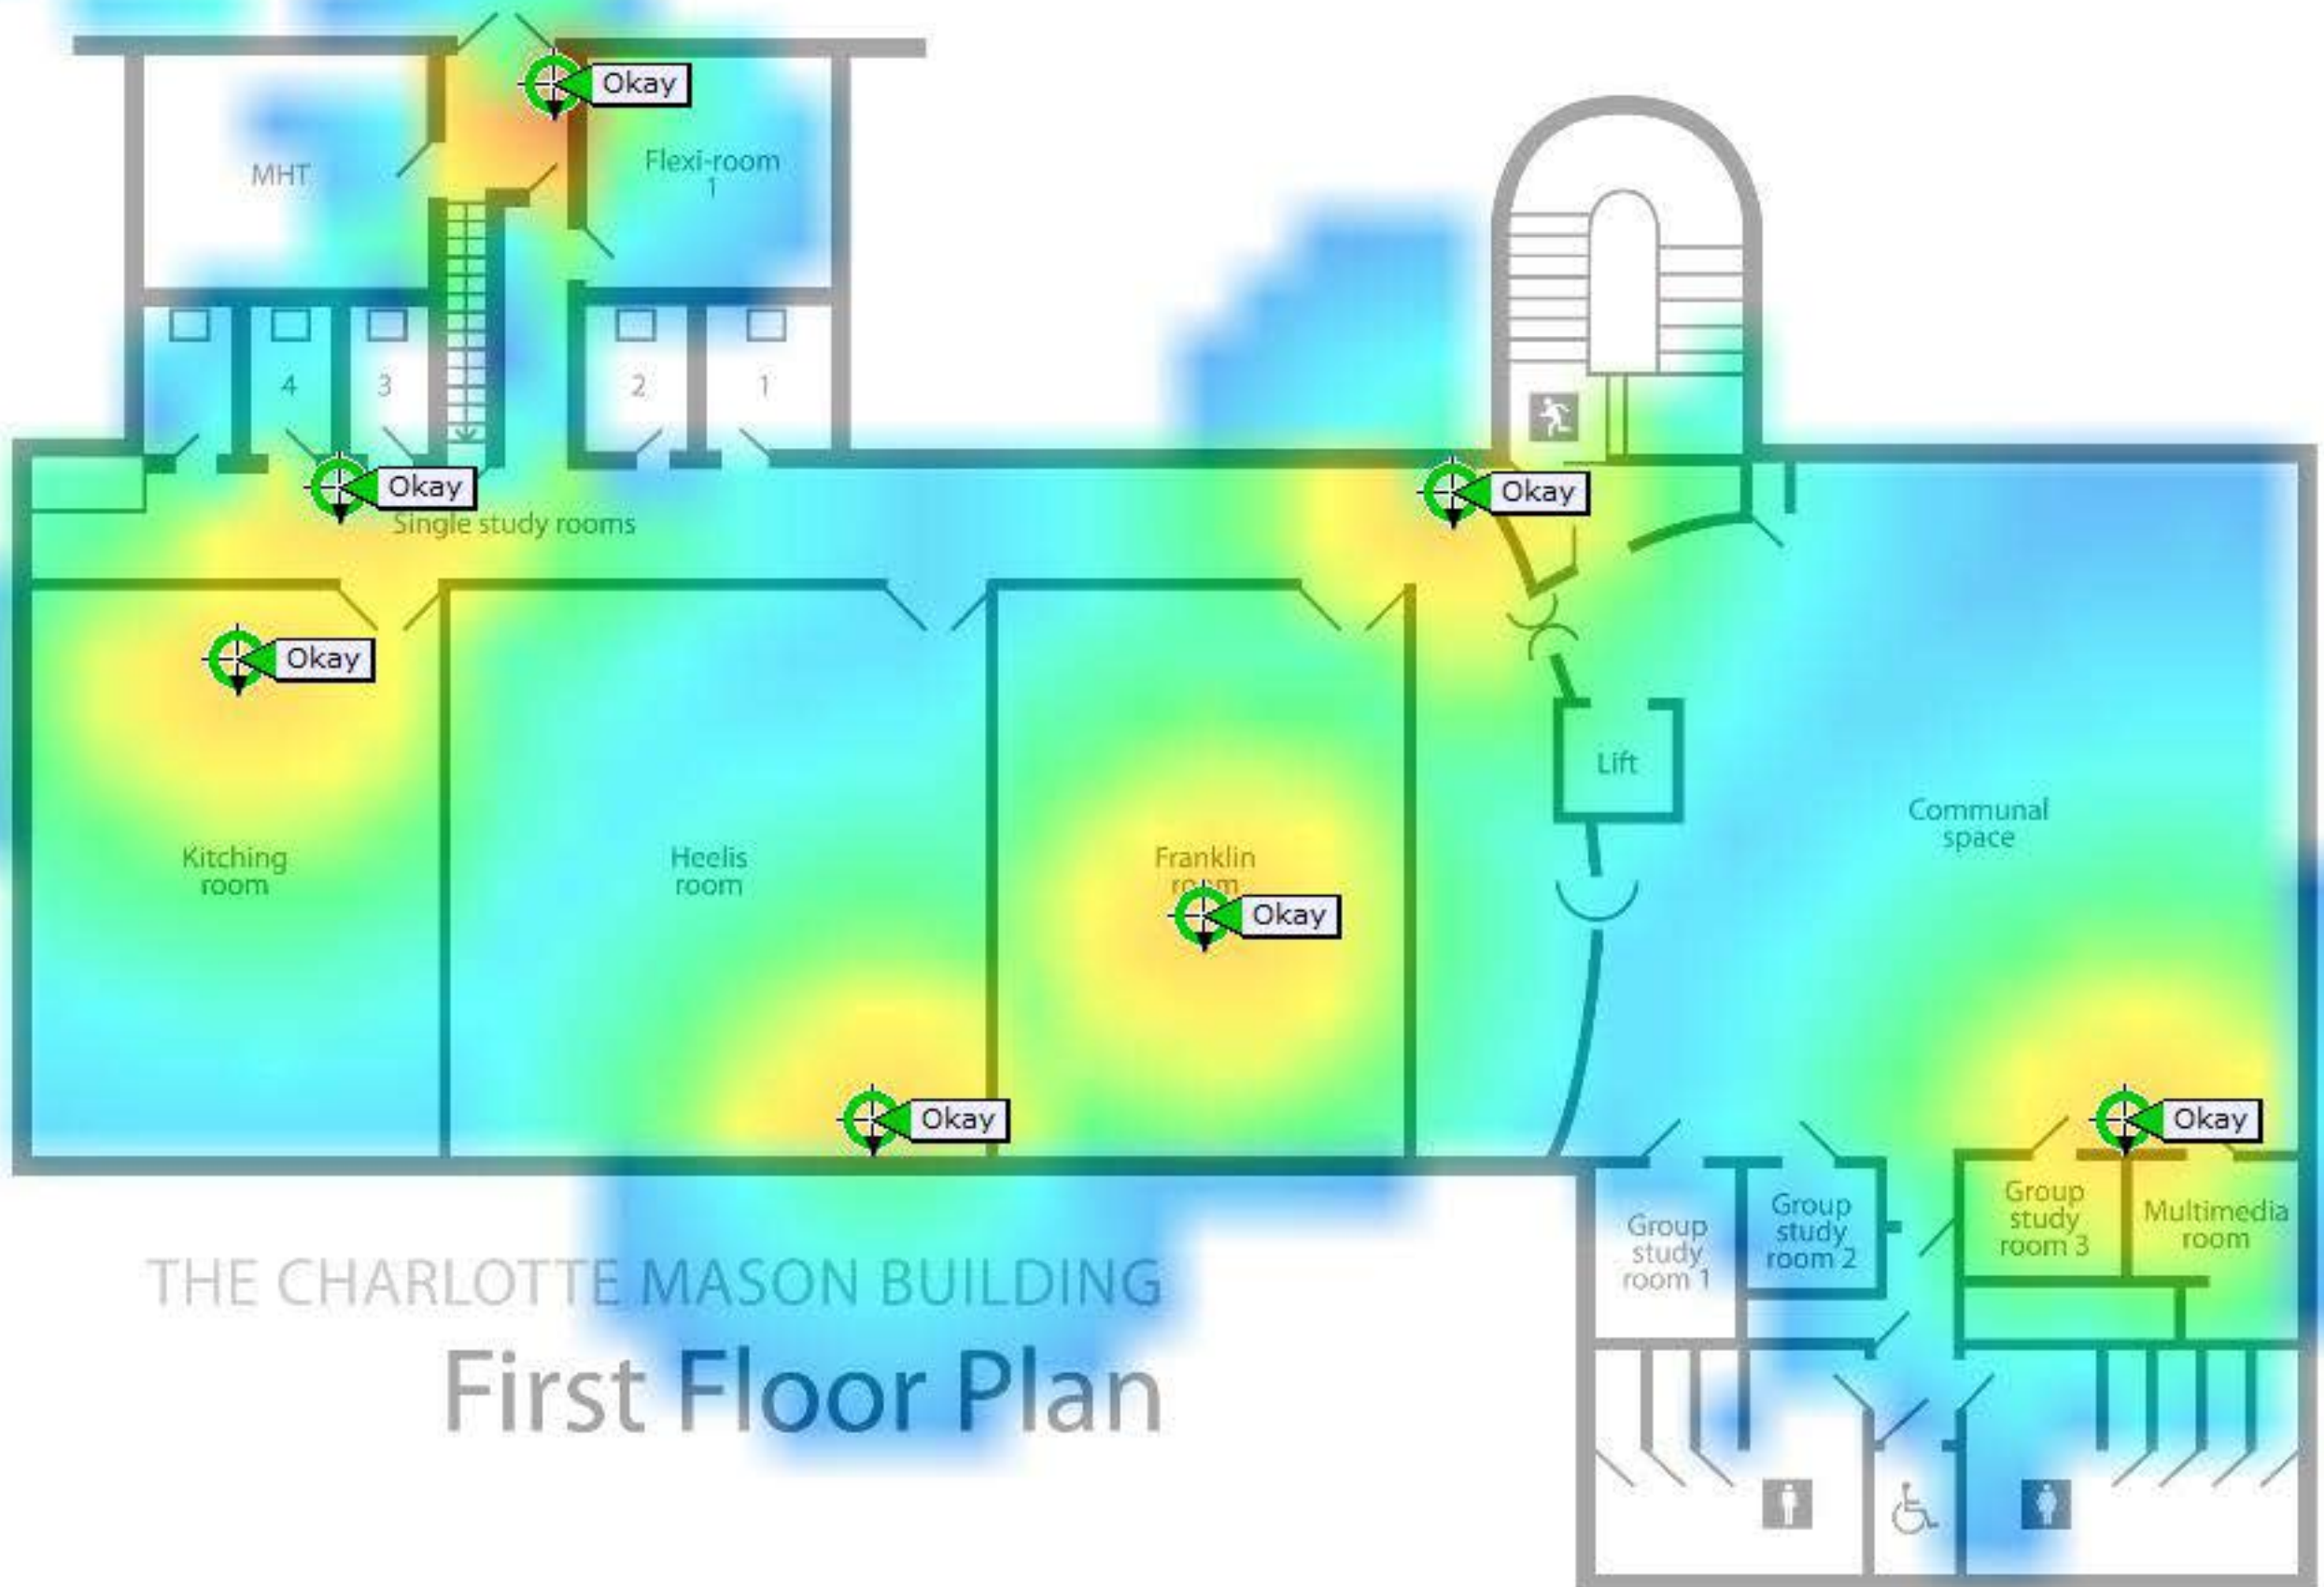 Okay
MHT
Flexi-room
1
4
3
2
1
Okay
Okay
Single study rooms
Okay
Lift
Communal
space
Kitching
room
Heelis
room
Franklin
room
Okay
Okay
Okay
Group
study
room 1
Group
study
room 2
Group
study
room 3
Multimedia
room
THE CHARLOTTE MASON BUILDING
First Floor Plan